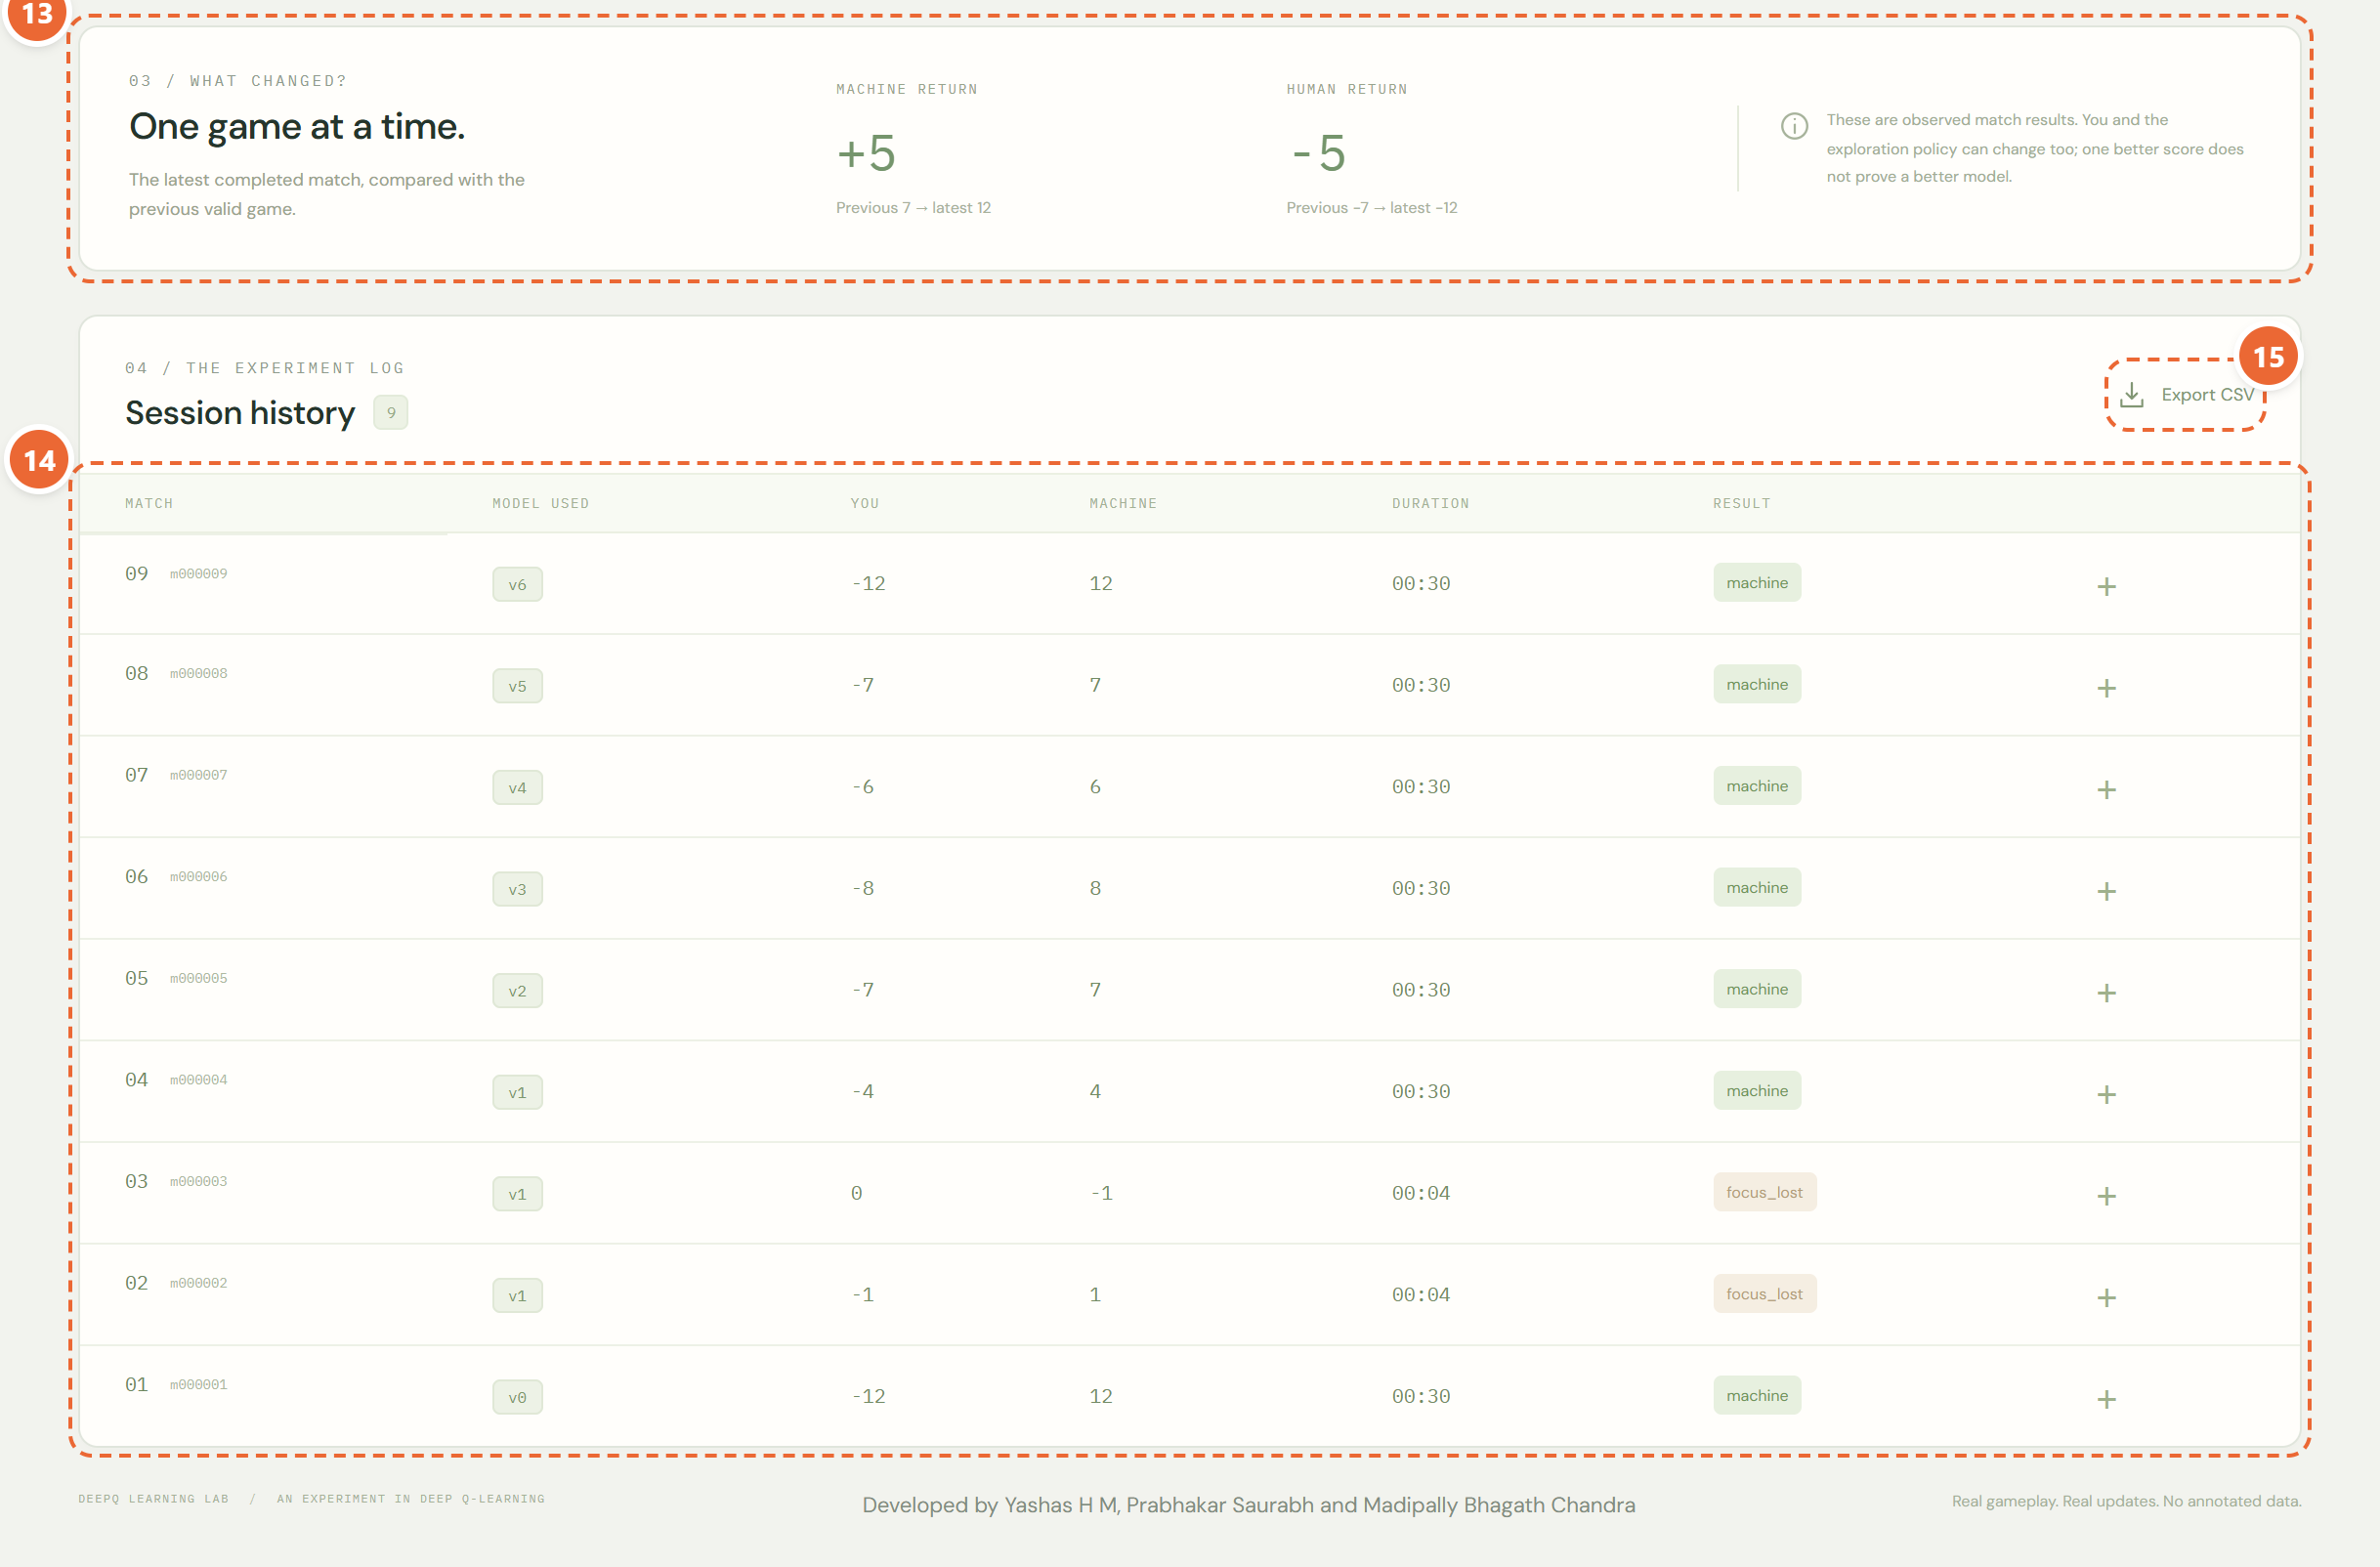 13
03 / WHAT CHANGED?
One game at a time.
The latest completed match, compared with the
previous valid game.
MACHINE RETURN
+5
Previous 7 → latest 12
HUMAN RETURN
-5
Previous -7 → latest -12
These are observed match results. You and the
exploration policy can change too; one better score does
not prove a better model.
04 / THE EXPERIMENT LOG
Session history 9
15
Export CSV
14
MATCH MODEL USED YOU MACHINE DURATION RESULT
09 m000009 v6 -12 12 00:30 machine +
08 m000008 v5 -7 7 00:30 machine +
07 m000007 v4 -6 6 00:30 machine +
06 m000006 v3 -8 8 00:30 machine +
05 m000005 v2 -7 7 00:30 machine +
04 m000004 v1 -4 4 00:30 machine +
03 m000003 v1 0 -1 00:04 focus_lost +
02 m000002 v1 -1 1 00:04 focus_lost +
01 m000001 v0 -12 12 00:30 machine +
DEEPQ LEARNING LAB / AN EXPERIMENT IN DEEP Q-LEARNING
Developed by Yashas H M, Prabhakar Saurabh and Madipally Bhagath Chandra
Real gameplay. Real updates. No annotated data.